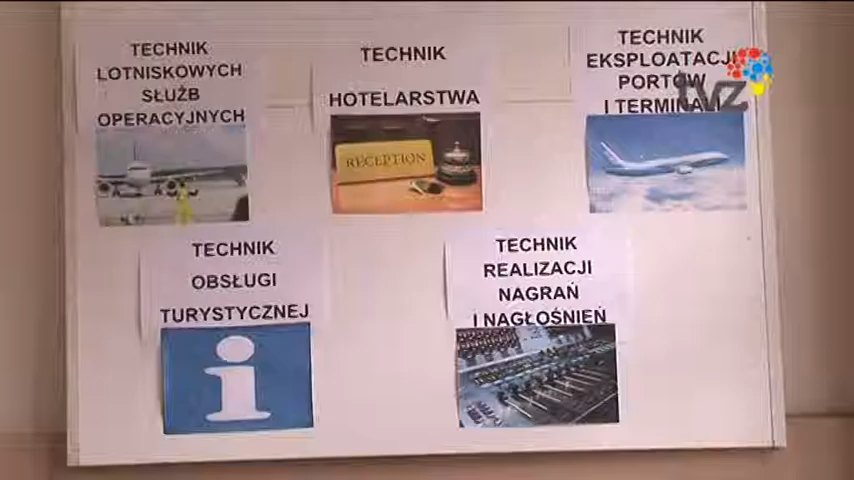 TECHNIK
LOTNISKOWYCH
SŁUŻB
OPERACYJNYCH
TECHNIK
HOTELARSTWA
RECEPTION
TECHNIK
EKSPLOATACJI
PORTÓW
I TERMINALI
tvz
TECHNIK
OBSŁUGI
TURYSTYCZNEJ
i
TECHNIK
REALIZACJI
NAGRAŃ
I NAGŁOŚNIEŃ